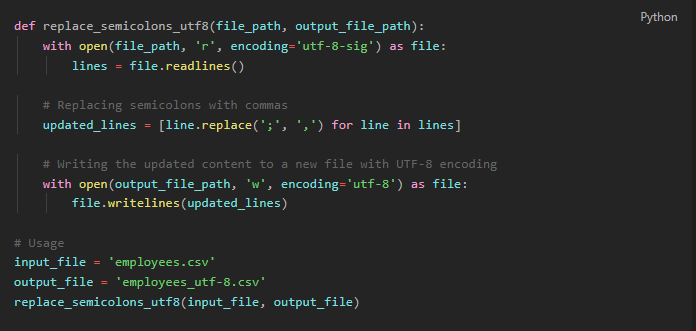 Python
def replace_semicolons_utf8(file_path, output_file_path):
    with open(file_path, 'r', encoding='utf-8-sig') as file:
        lines = file.readlines()

    # Replacing semicolons with commas
    updated_lines = [line.replace(';', ',') for line in lines]

    # Writing the updated content to a new file with UTF-8 encoding
    with open(output_file_path, 'w', encoding='utf-8') as file:
        file.writelines(updated_lines)

# Usage
input_file = 'employees.csv'
output_file = 'employees_utf-8.csv'
replace_semicolons_utf8(input_file, output_file)